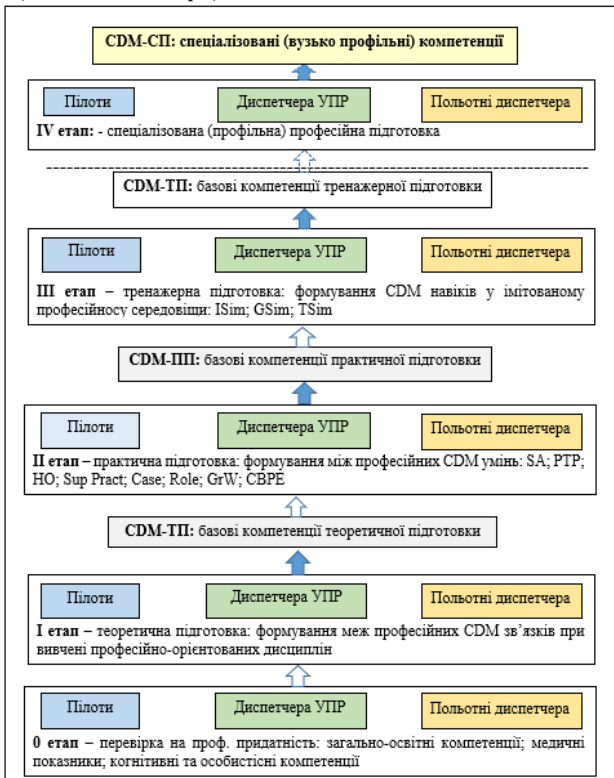 CDM-СП: спеціалізовані (вузько профільні) компетенції
Пілоти
Диспетчера УПР
Польотні диспетчера
IV етап: - спеціалізована (профільна) професійна підготовка
CDM-ТП: базові компетенції тренажерної підготовки
Пілоти
Диспетчера УПР
Польотні диспетчера
III етап – тренажерна підготовка: формування CDM навіків у імітованому
професійносу середовищі: ISim; GSim; TSim
CDM-ПП: базові компетенції практичної підготовки
Пілоти
Диспетчера УПР
Польотні диспетчера
II етап – практична підготовка: формування між професійних CDM умінь: SA; PTP;
HO; Sup Pract; Case; Role; GrW; CBPE
CDM-ТП: базові компетенції теоретичної підготовки
Пілоти
Диспетчера УПР
Польотні диспетчера
I етап – теоретична підготовка: формування меж професійних CDM зв’язків при
вивчені професійно-орієнтованих дисциплін
Пілоти
Диспетчера УПР
Польотні диспетчера
0 етап – перевірка на проф. придатність: загально-освітні компетенції; медичні
показники; когнітивні та особистісні компетенції